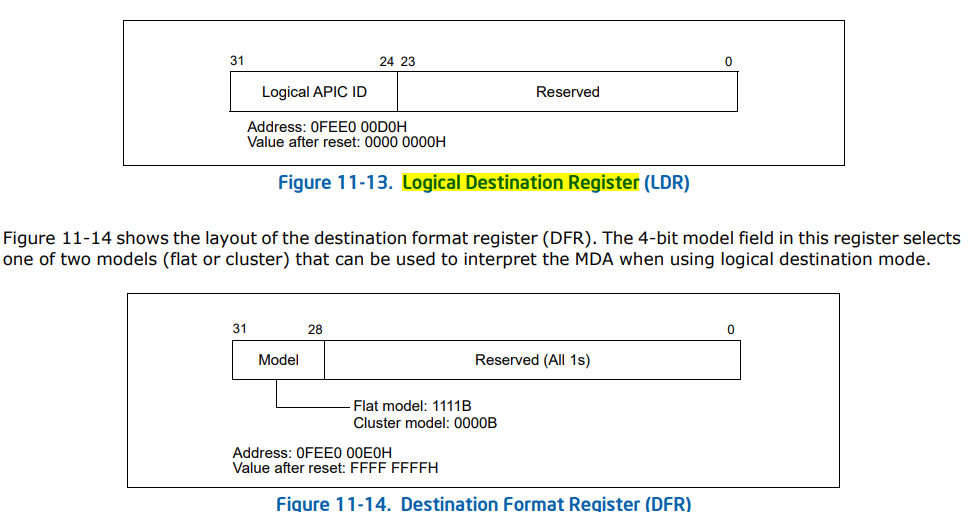 31 24 23 0
Logical APIC ID Reserved
Address: 0FEE0 00D0H
Value after reset: 0000 0000H
Figure 11-13. Logical Destination Register (LDR)
Figure 11-14 shows the layout of the destination format register (DFR). The 4-bit model field in this register selects
one of two models (flat or cluster) that can be used to interpret the MDA when using logical destination mode.
31 28 0
Model Reserved (All 1s)
Flat model: 1111B
Cluster model: 0000B
Address: 0FEE0 00E0H
Value after reset: FFFF FFFFH
Figure 11-14. Destination Format Register (DFR)